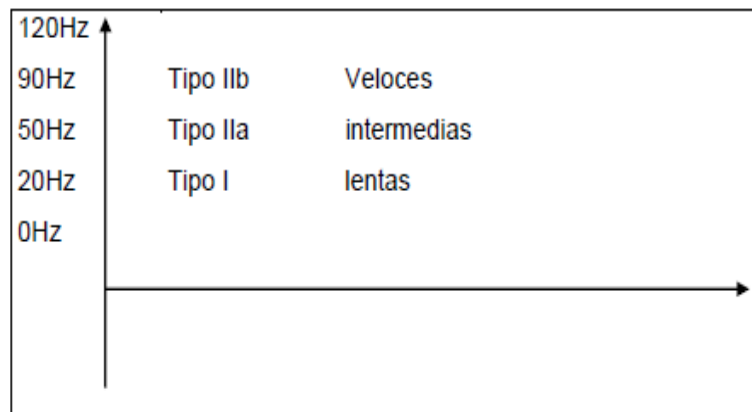 120Hz
90Hz Tipo IIb Veloces
50Hz Tipo IIa intermedias
20Hz Tipo I lentas
0Hz